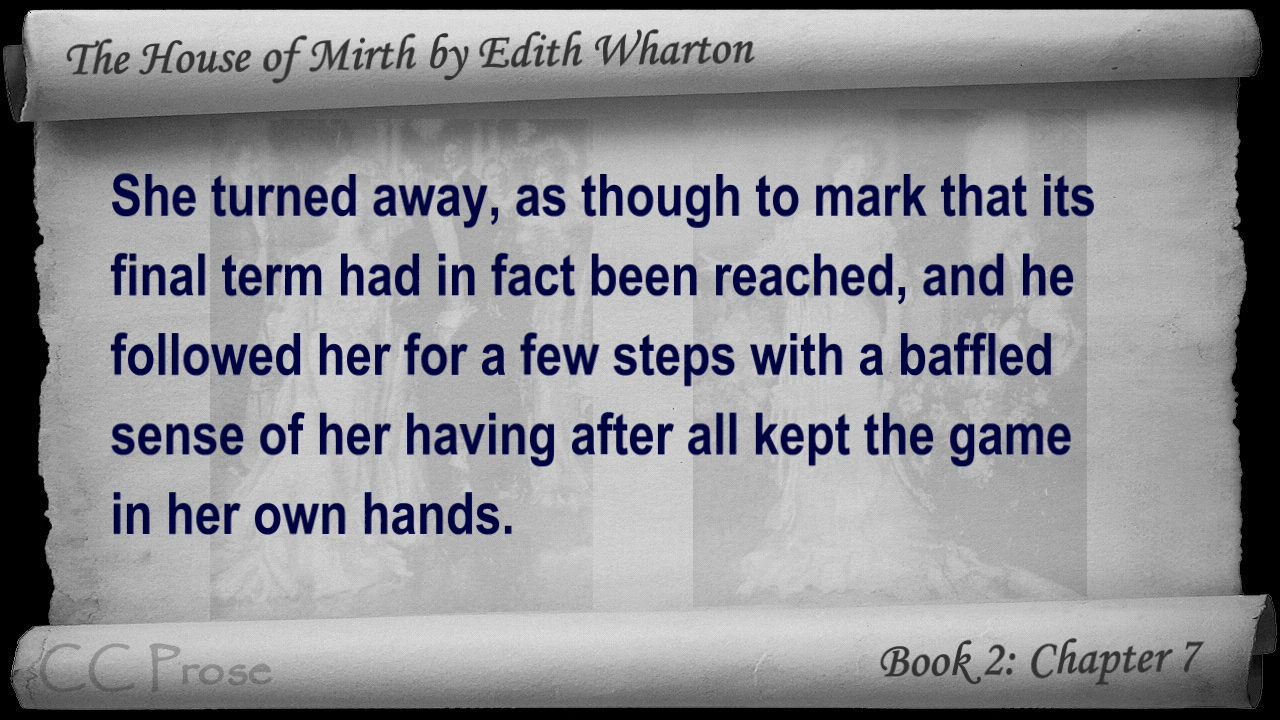 The House of Mirth by Edith Wharton
She turned away, as though to mark that its
final term had in fact been reached, and he
followed her for a few steps with a baffled
sense of her having after all kept the game
in her own hands.
CC Prose
Book 2: Chapter 7